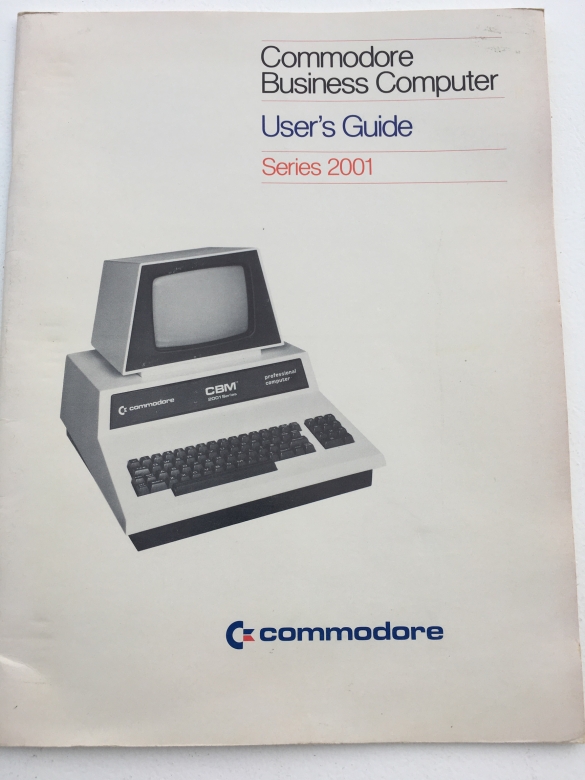 Commodore
Business Computer
User's Guide
Series 2001
commodore
CBM
2001 Series
professional
computer
commodore